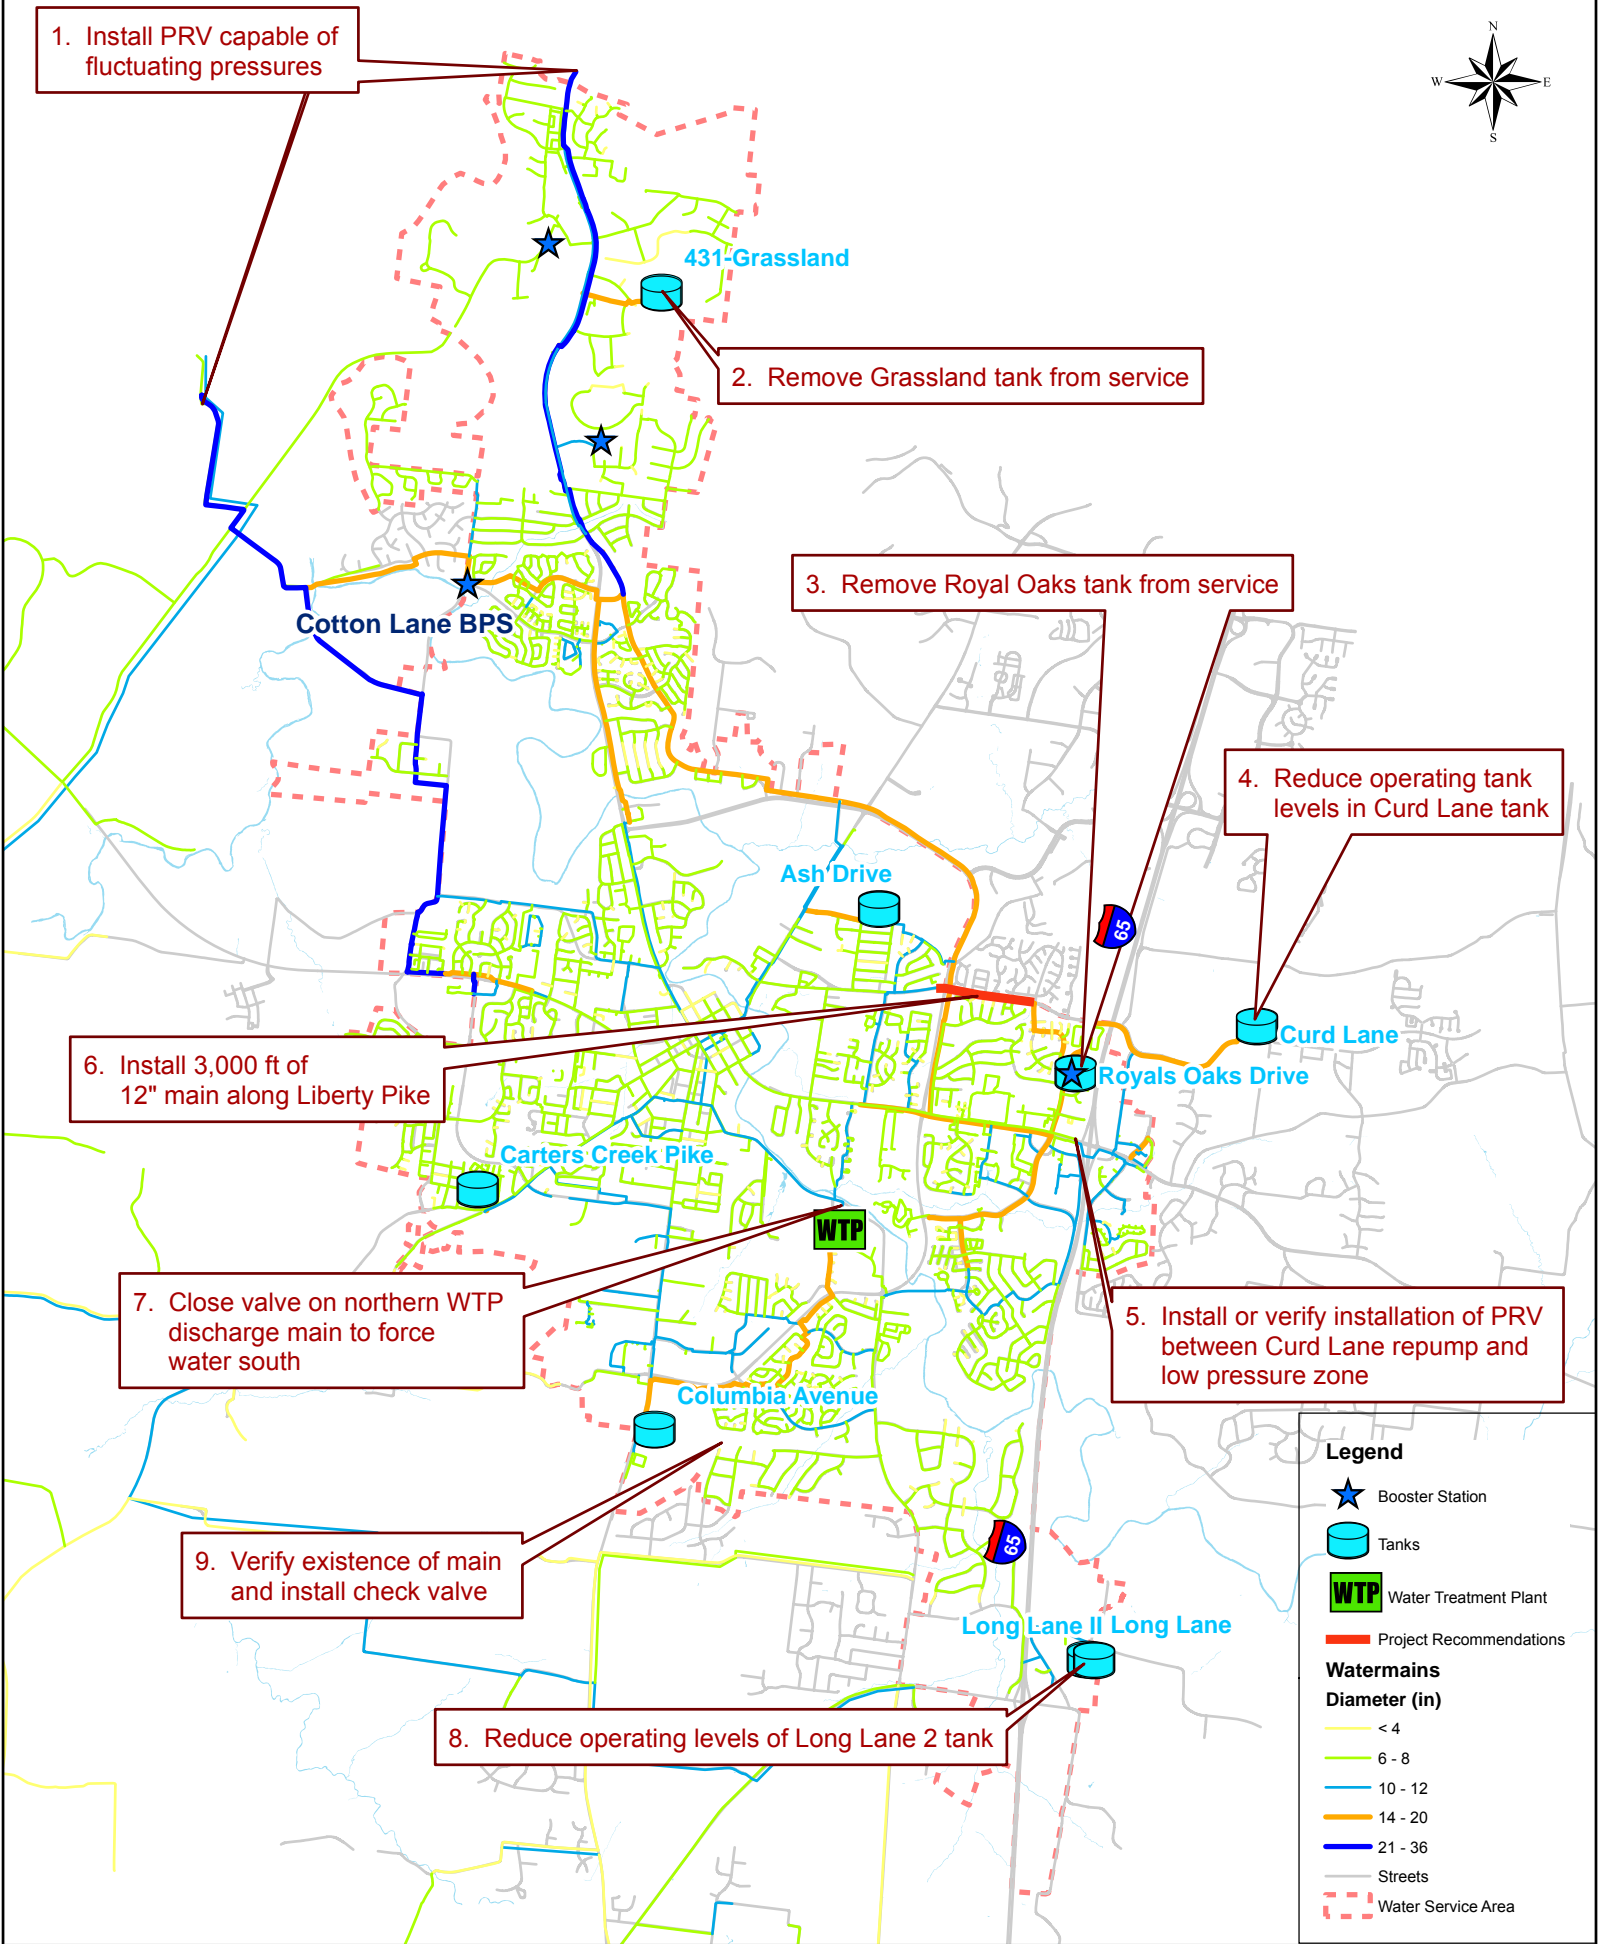 1. Install PRV capable of
fluctuating pressures
N
W
E
S
431-Grassland
2. Remove Grassland tank from service
3. Remove Royal Oaks tank from service
Cotton Lane BPS
4. Reduce operating tank
levels in Curd Lane tank
Ash Drive
65
Curd Lane
6. Install 3,000 ft of
12" main along Liberty Pike
Royals Oaks Drive
Carters Creek Pike
WTP
7. Close valve on northern WTP
discharge main to force
water south
5. Install or verify installation of PRV
between Curd Lane repump and
low pressure zone
Columbia Avenue
9. Verify existence of main
and install check valve
65
Long Lane II Long Lane
8. Reduce operating levels of Long Lane 2 tank
Legend
Booster Station
Tanks
WTP Water Treatment Plant
Project Recommendations
Watermains
Diameter (in)
< 4
6 - 8
10 - 12
14 - 20
21 - 36
Streets
Water Service Area